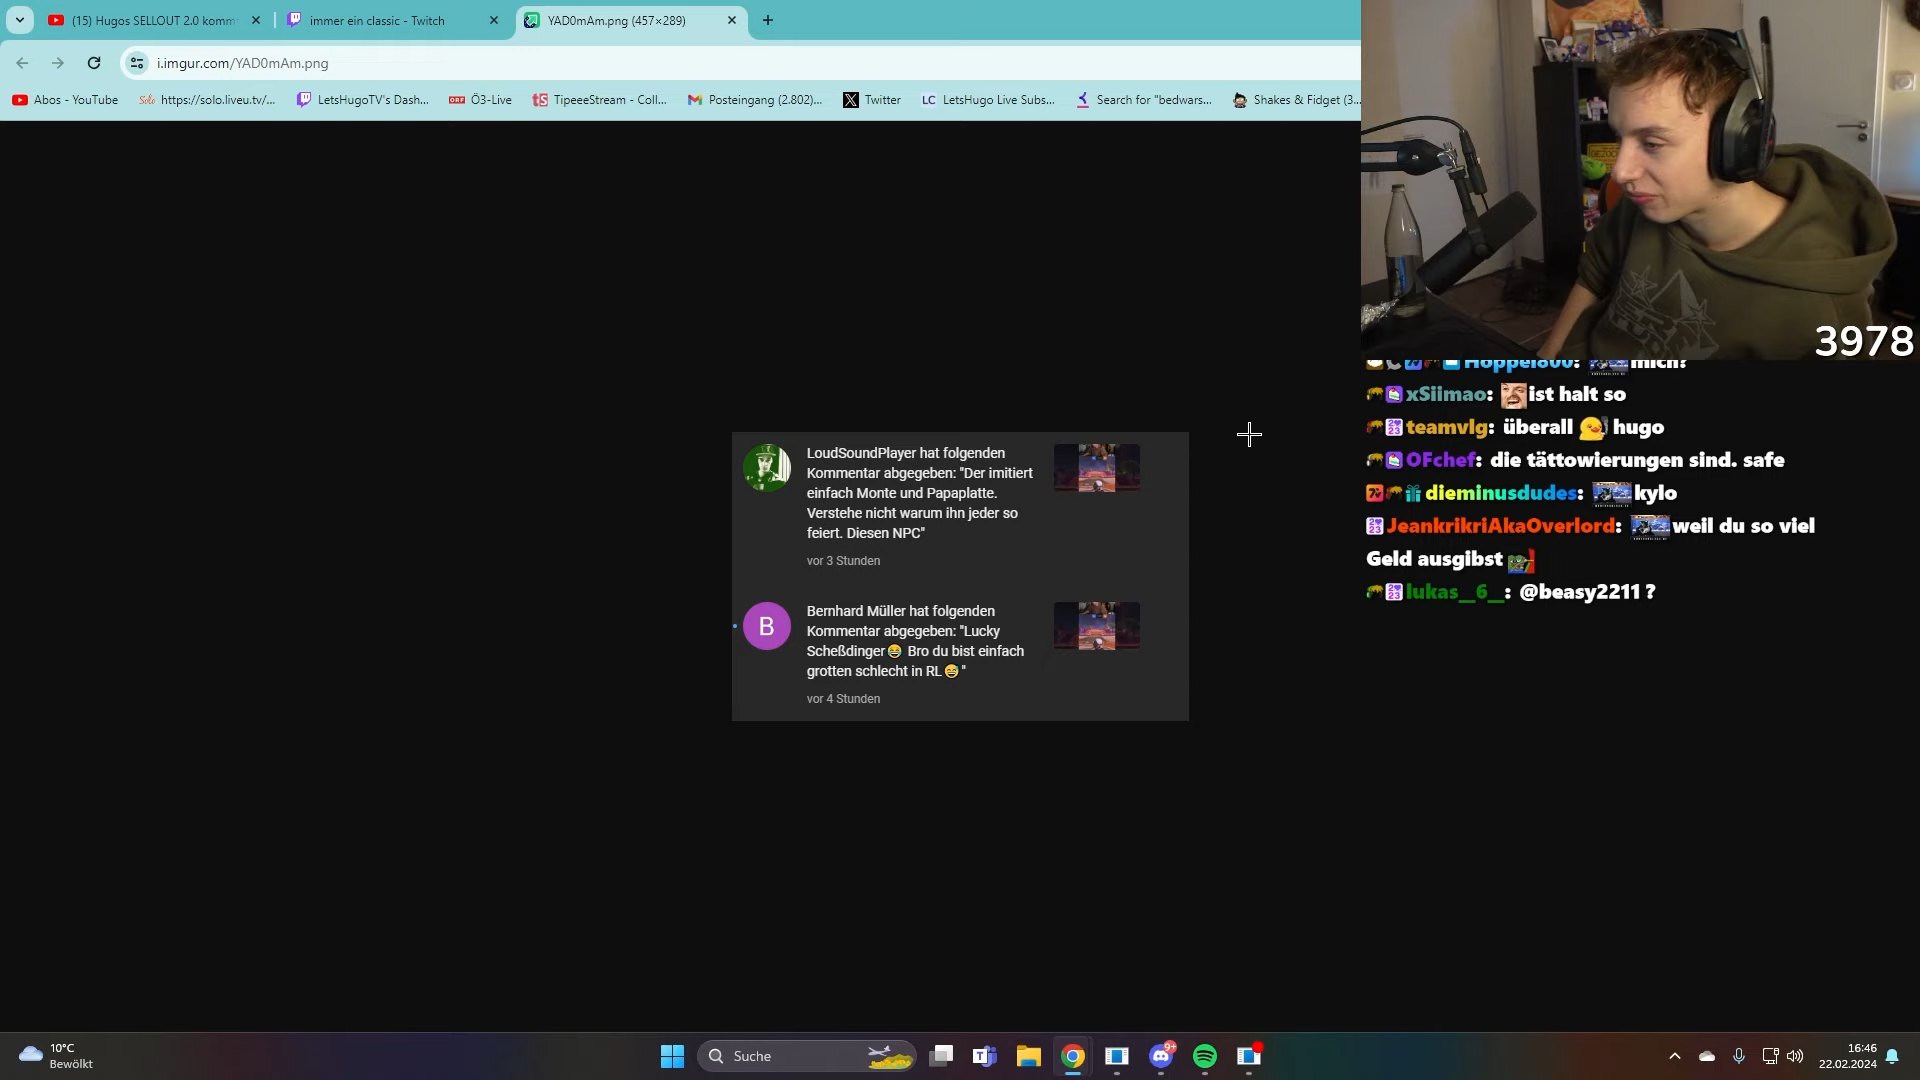 (15) Hugos SELLOUT 2.0 komm
immer ein classic - Twitch
YAD0mAm.png (457×289)
i.imgur.com/YAD0mAm.png
Abos - YouTube
https://solo.liveu.tv/...
LetsHugoTV's Dash...
Ö3-Live
TipeeeStream - Coll...
Posteingang (2.802)...
Twitter
LC LetsHugo Live Subs...
Search for "bedwars...
Shakes & Fidget (3...
LoudSoundPlayer hat folgenden
Kommentar abgegeben: "Der imitiert
einfach Monte und Papaplatte.
Verstehe nicht warum ihn jeder so
feiert. Diesen NPC"
vor 3 Stunden
B
Bernhard Müller hat folgenden
Kommentar abgegeben: "Lucky
Scheßdinger😂 Bro du bist einfach
grotten schlecht in RL😅"
vor 4 Stunden
3978
Hoppel800: mich?
xSiimao: ist halt so
teamvlg: überall hugo
OFchef: die tättowierungen sind. safe
dieminusdudes: kylo
JeankrikriAkaOverlord: weil du so viel
Geld ausgibst
lukas__6__: @beasy2211 ?
10°C
Bewölkt
Suche
9+
16:46
22.02.2024